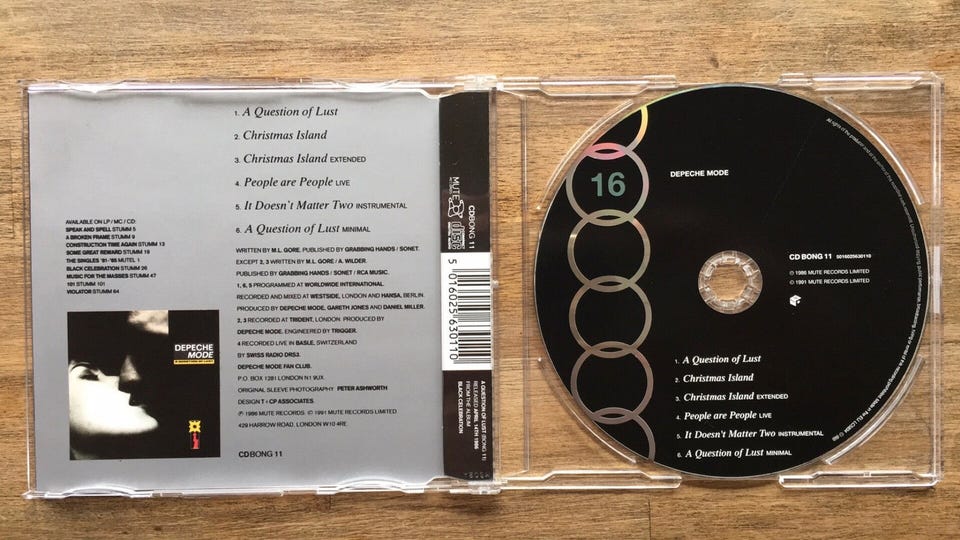 1. A Question of Lust
2. Christmas Island
3. Christmas Island EXTENDED
4. People are People LIVE
5. It Doesn't Matter Two INSTRUMENTAL
6. A Question of Lust MINIMAL
WRITTEN BY M.L. GORE. PUBLISHED BY GRABBING HANDS / SONET.
EXCEPT 2, 3 WRITTEN BY M.L GORE / A. WILDER.
PUBLISHED BY GRABBING HANDS / SONET / RCA MUSIC.
1, 6, 5 PROGRAMMED AT WORLDWIDE INTERNATIONAL.
RECORDED AND MIXED AT WESTSIDE, LONDON AND HANSA, BERLIN.
PRODUCED BY DEPECHE MODE, GARETH JONES AND DANIEL MILLER.
2, 3 RECORDED AT TRIDENT, LONDON. PRODUCED BY
DEPECHE MODE. ENGINEERED BY TRIGGER.
4 RECORDED LIVE IN BASLE, SWITZERLAND
BY SWISS RADIO DRS3.
DEPECHE MODE FAN CLUB.
P.O. BOX 1281 LONDON N1 9UX
ORIGINAL SLEEVE PHOTOGRAPHY PETER ASHWORTH
DESIGN T + CP ASSOCIATES.
Ⓟ 1986 MUTE RECORDS. © 1991 MUTE RECORDS LIMITED
429 HARROW ROAD, LONDON W10 4RE
CDBONG 11
AVAILABLE ON LP / MC / CD:
SPEAK AND SPELL STUMM 5
A BROKEN FRAME STUMM 9
CONSTRUCTION TIME AGAIN STUMM 13
SOME GREAT REWARD STUMM 19
THE SINGLES '81-'85 MUTEL 1
BLACK CELEBRATION STUMM 26
MUSIC FOR THE MASSES STUMM 47
101 STUMM 101
VIOLATOR STUMM 64
DEPECHE
MODE
MUTE
CDBONG 11
disc
5 016025 630110
A QUESTION OF LUST (BONG 11)
RELEASED APRIL 14TH 1986
FROM THE ALBUM
BLACK CELEBRATION
16
DEPECHE MODE
CD BONG 11 5016025630110
Ⓟ 1986 MUTE RECORDS LIMITED
© 1991 MUTE RECORDS LIMITED
1. A Question of Lust
2. Christmas Island
3. Christmas Island EXTENDED
4. People are People LIVE
5. It Doesn't Matter Two INSTRUMENTAL
6. A Question of Lust MINIMAL